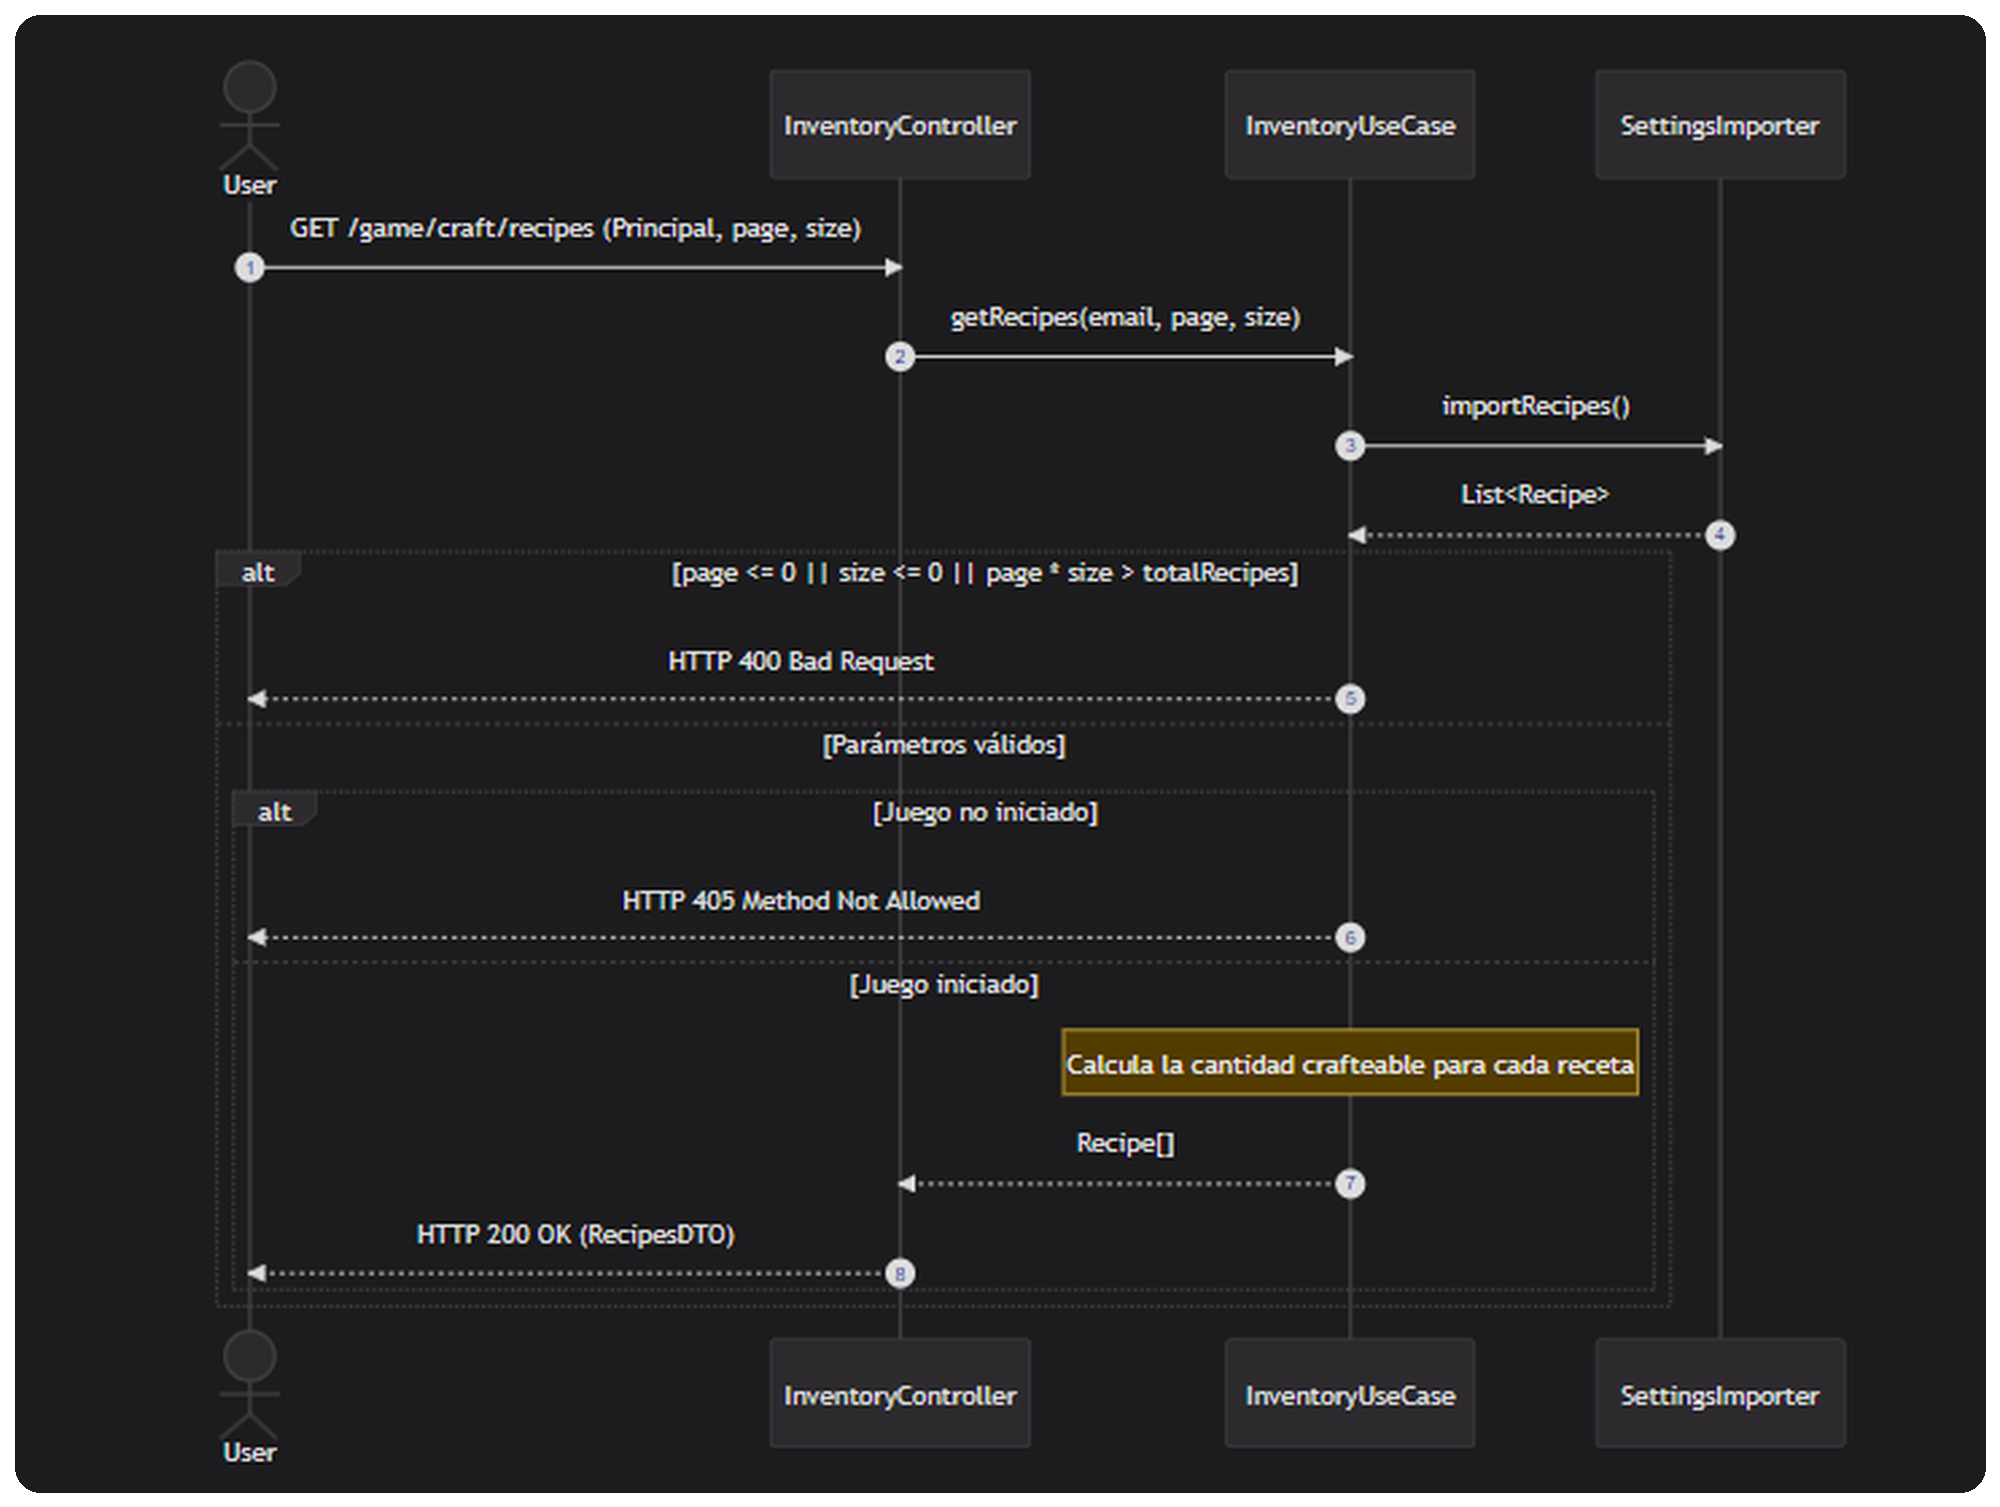 User
InventoryController
InventoryUseCase
SettingsImporter
GET /game/craft/recipes (Principal, page, size)
1
getRecipes(email, page, size)
2
importRecipes()
3
List<Recipe>
4
alt
[page <= 0 || size <= 0 || page * size > totalRecipes]
HTTP 400 Bad Request
5
[Parámetros válidos]
alt
[Juego no iniciado]
HTTP 405 Method Not Allowed
6
[Juego iniciado]
Calcula la cantidad crafteable para cada receta
Recipe[]
7
HTTP 200 OK (RecipesDTO)
8
User
InventoryController
InventoryUseCase
SettingsImporter